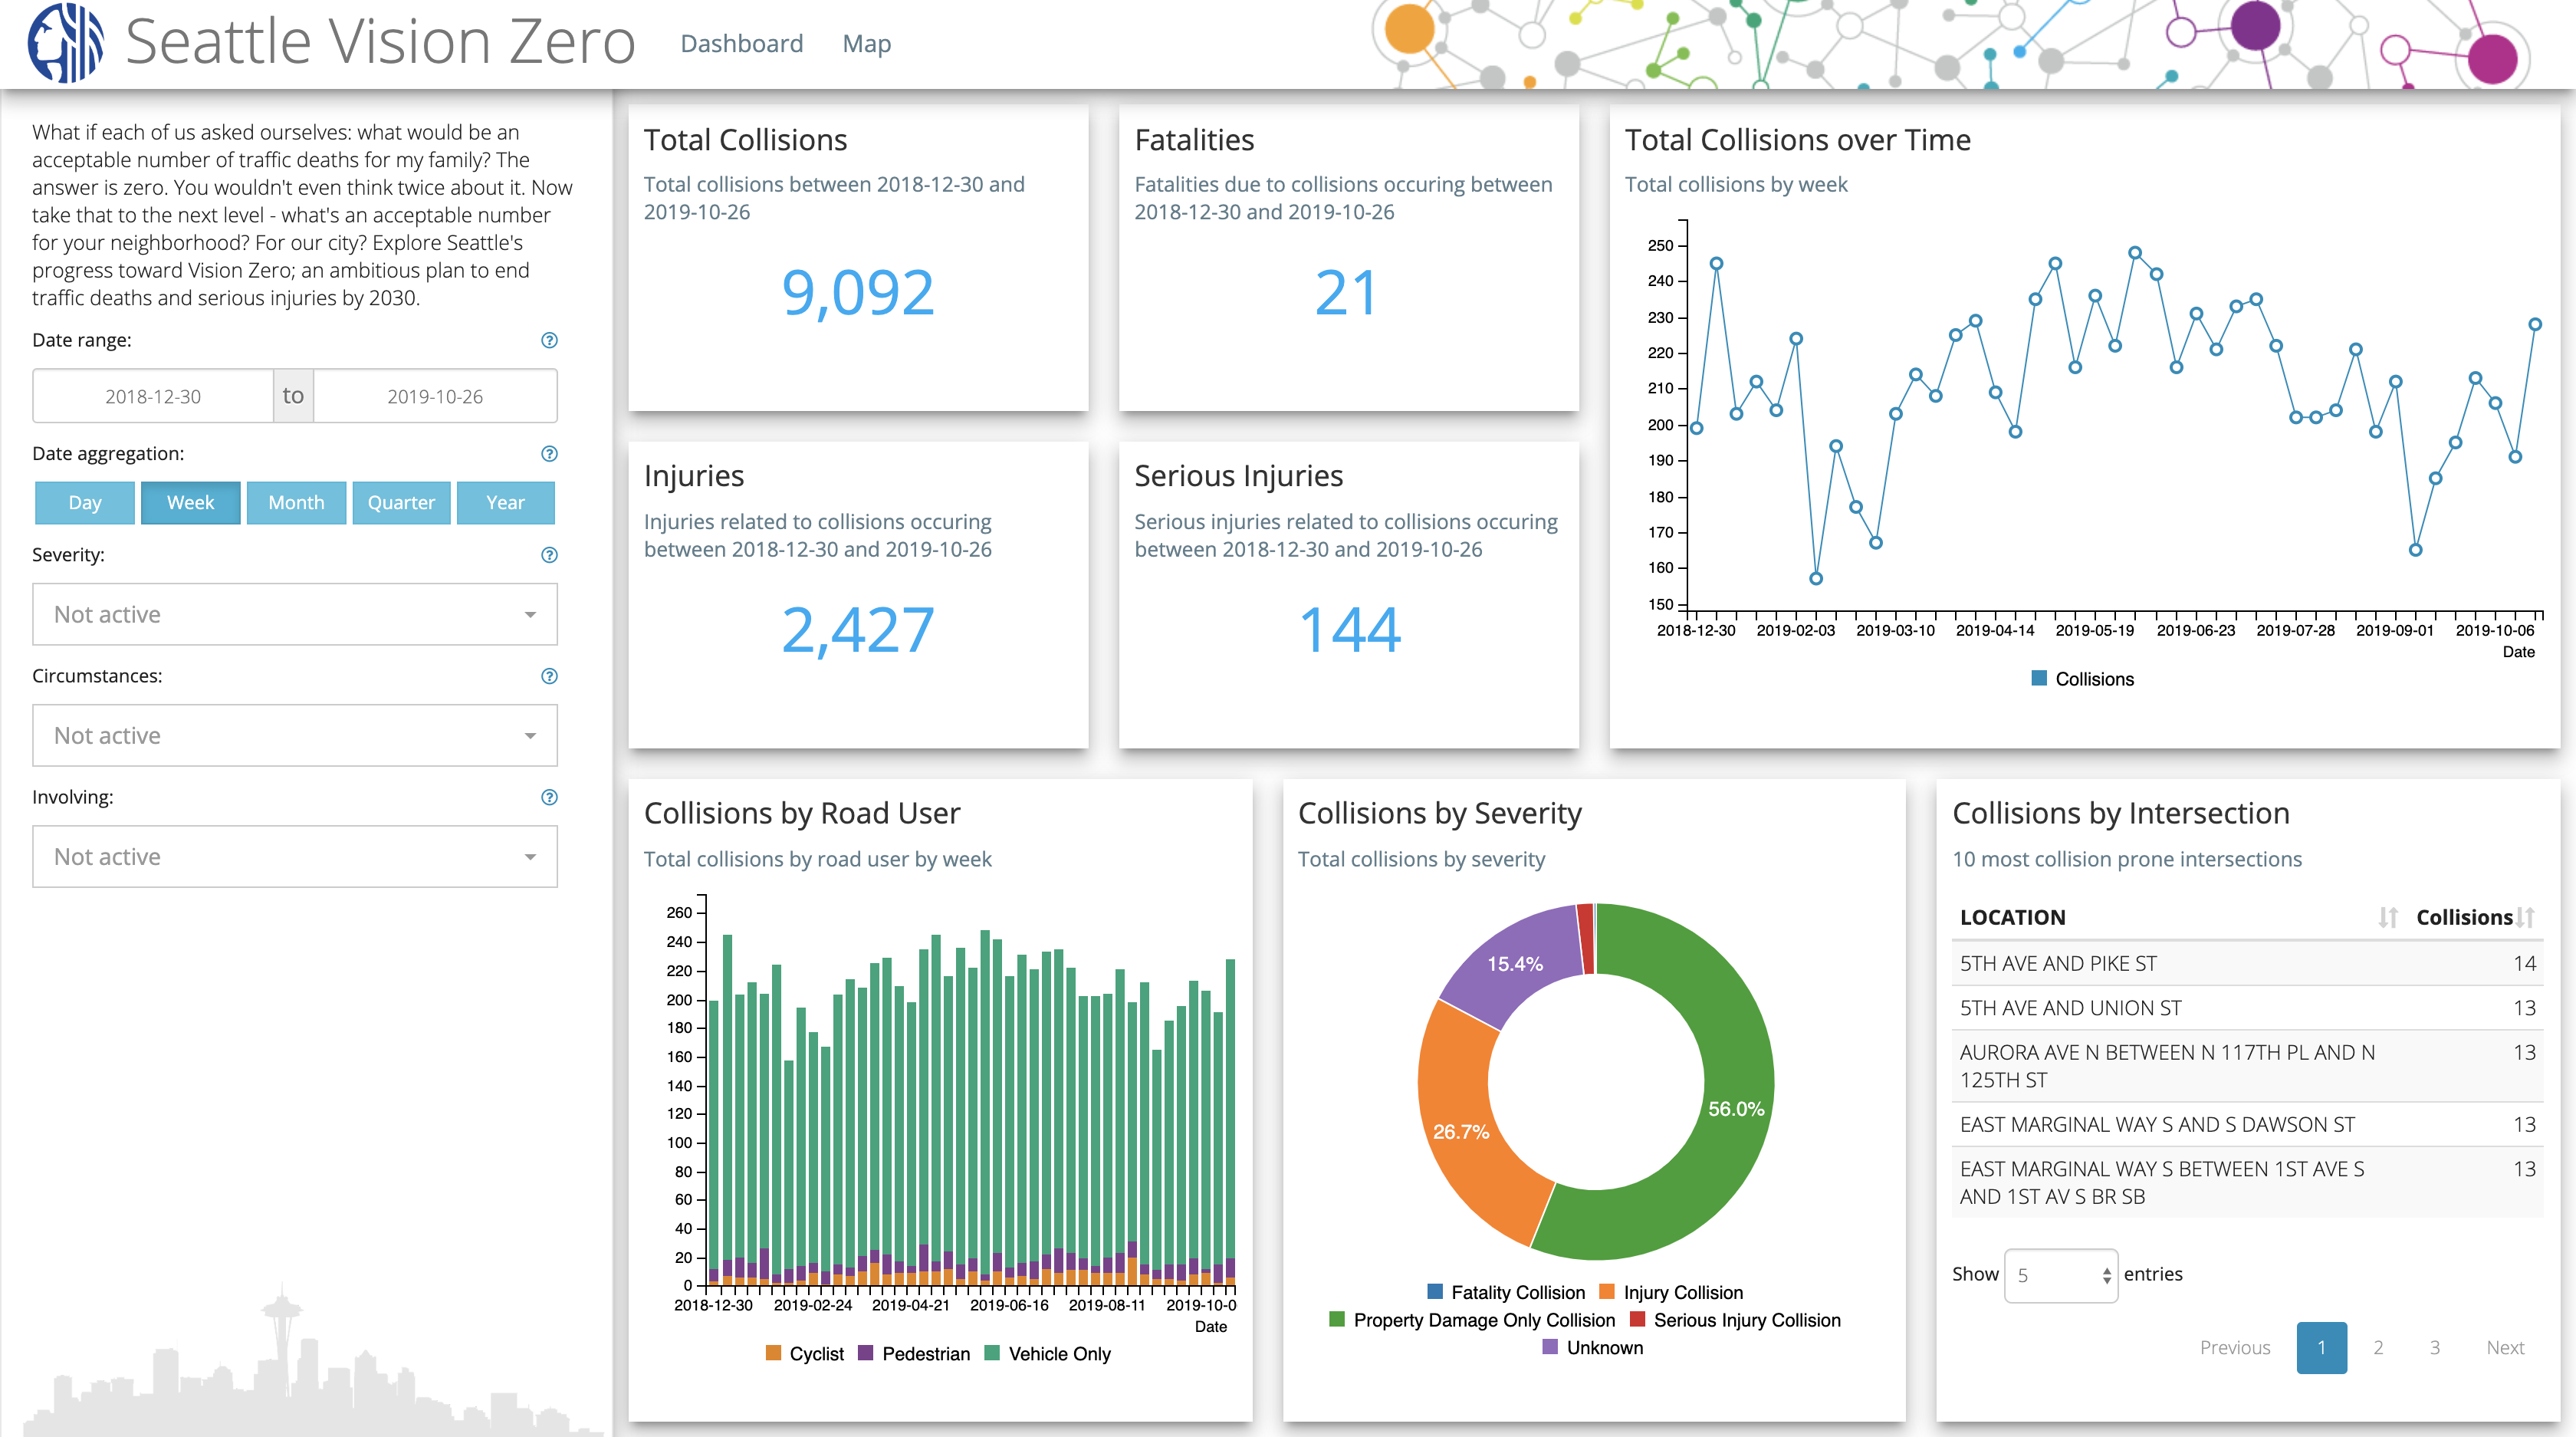 Seattle Vision Zero
Dashboard
Map
What if each of us asked ourselves: what would be an
acceptable number of traffic deaths for my family? The
answer is zero. You wouldn't even think twice about it. Now
take that to the next level - what's an acceptable number
for your neighborhood? For our city? Explore Seattle's
progress toward Vision Zero; an ambitious plan to end
traffic deaths and serious injuries by 2030.
Date range:
2018-12-30
to
2019-10-26
Date aggregation:
Day
Week
Month
Quarter
Year
Severity:
Not active
Circumstances:
Not active
Involving:
Not active
Total Collisions
Total collisions between 2018-12-30 and
2019-10-26
9,092
Fatalities
Fatalities due to collisions occuring between
2018-12-30 and 2019-10-26
21
Injuries
Injuries related to collisions occuring
between 2018-12-30 and 2019-10-26
2,427
Serious Injuries
Serious injuries related to collisions occuring
between 2018-12-30 and 2019-10-26
144
Total Collisions over Time
Total collisions by week
250
240
230
220
210
200
190
180
170
160
150
2018-12-30 2019-02-03 2019-03-10 2019-04-14 2019-05-19 2019-06-23 2019-07-28 2019-09-01 2019-10-06
Date
Collisions
Collisions by Road User
Total collisions by road user by week
260
240
220
200
180
160
140
120
100
80
60
40
20
0
2018-12-30 2019-02-24 2019-04-21 2019-06-16 2019-08-11 2019-10-0
Date
Cyclist Pedestrian Vehicle Only
Collisions by Severity
Total collisions by severity
15.4%
56.0%
26.7%
Fatality Collision Injury Collision
Property Damage Only Collision Serious Injury Collision
Unknown
Collisions by Intersection
10 most collision prone intersections
LOCATION Collisions
5TH AVE AND PIKE ST 14
5TH AVE AND UNION ST 13
AURORA AVE N BETWEEN N 117TH PL AND N 13
125TH ST
EAST MARGINAL WAY S AND S DAWSON ST 13
EAST MARGINAL WAY S BETWEEN 1ST AVE S 13
AND 1ST AV S BR SB
Show 5 entries
Previous 1 2 3 Next